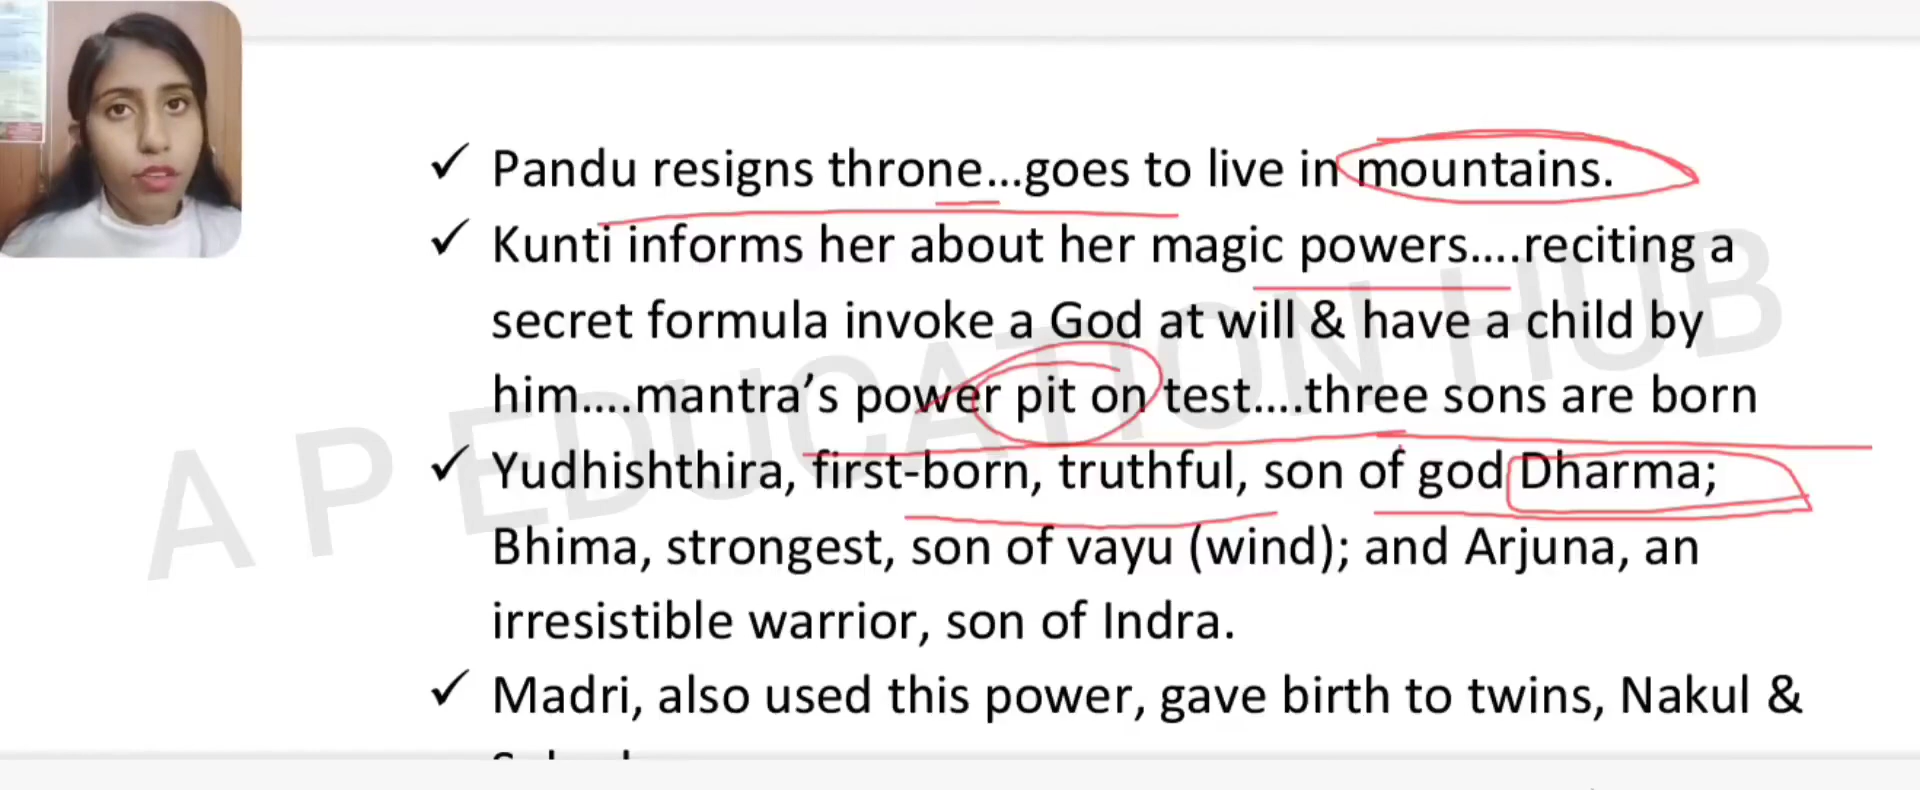 ✓ Pandu resigns throne...goes to live in mountains.
✓ Kunti informs her about her magic powers....reciting a
secret formula invoke a God at will & have a child by
him....mantra’s power pit on test....three sons are born
✓ Yudhishthira, first-born, truthful, son of god Dharma;
Bhima, strongest, son of vayu (wind); and Arjuna, an
irresistible warrior, son of Indra.
✓ Madri, also used this power, gave birth to twins, Nakul &
A P EDUCATION HUB